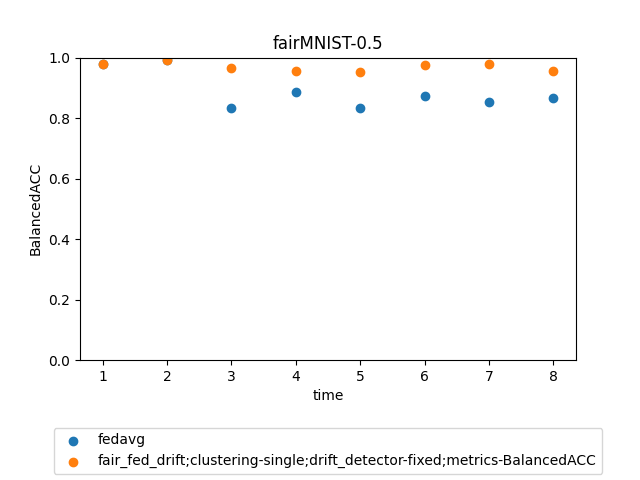 fairMNIST-0.5
1.0
0.8
0.6
0.4
0.2
0.0
BalancedACC
1 2 3 4 5 6 7 8
time
fedavg
fair_fed_drift;clustering-single;drift_detector-fixed;metrics-BalancedACC